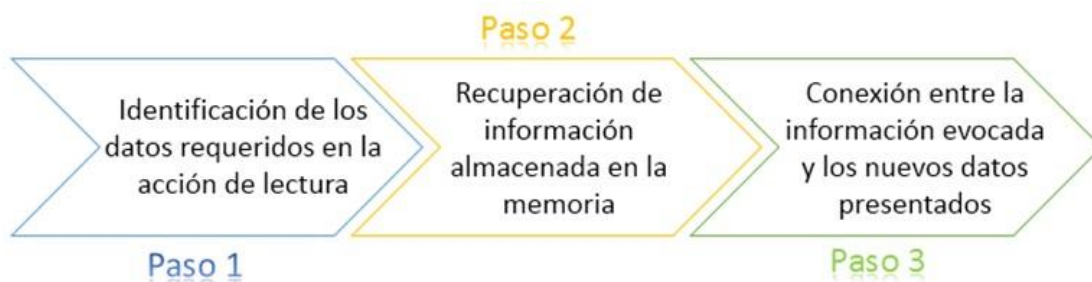 Paso 1
Identificación de los
datos requeridos en la
acción de lectura
Paso 2
Recuperación de
información
almacenada en la
memoria
Paso 3
Conexión entre la
información evocada
y los nuevos datos
presentados